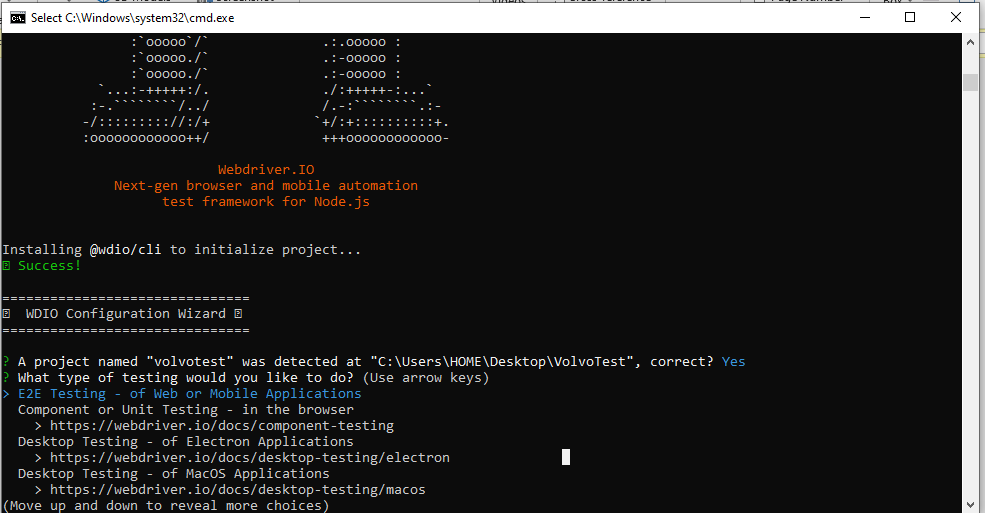 Select C:\Windows\system32\cmd.exe
:`ooooo`/`                .:.ooooo :
:`ooooo./`                .:-ooooo :
:`ooooo./`                .:-ooooo :
`...:-+++++:/.              ./:+++++-:...`
:-.````````/../              /.-:````````.:-
-/::::::::://:/+             `+/:+::::::::::+.
:oooooooooooo++/              +++oooooooooooo-
Webdriver.IO
Next-gen browser and mobile automation
test framework for Node.js
Installing @wdio/cli to initialize project...
Success!
===============================
WDIO Configuration Wizard
===============================
? A project named "volvotest" was detected at "C:\Users\HOME\Desktop\VolvoTest", correct? Yes
? What type of testing would you like to do? (Use arrow keys)
> E2E Testing - of Web or Mobile Applications
Component or Unit Testing - in the browser
> https://webdriver.io/docs/component-testing
Desktop Testing - of Electron Applications
> https://webdriver.io/docs/desktop-testing/electron
Desktop Testing - of MacOS Applications
> https://webdriver.io/docs/desktop-testing/macos
(Move up and down to reveal more choices)